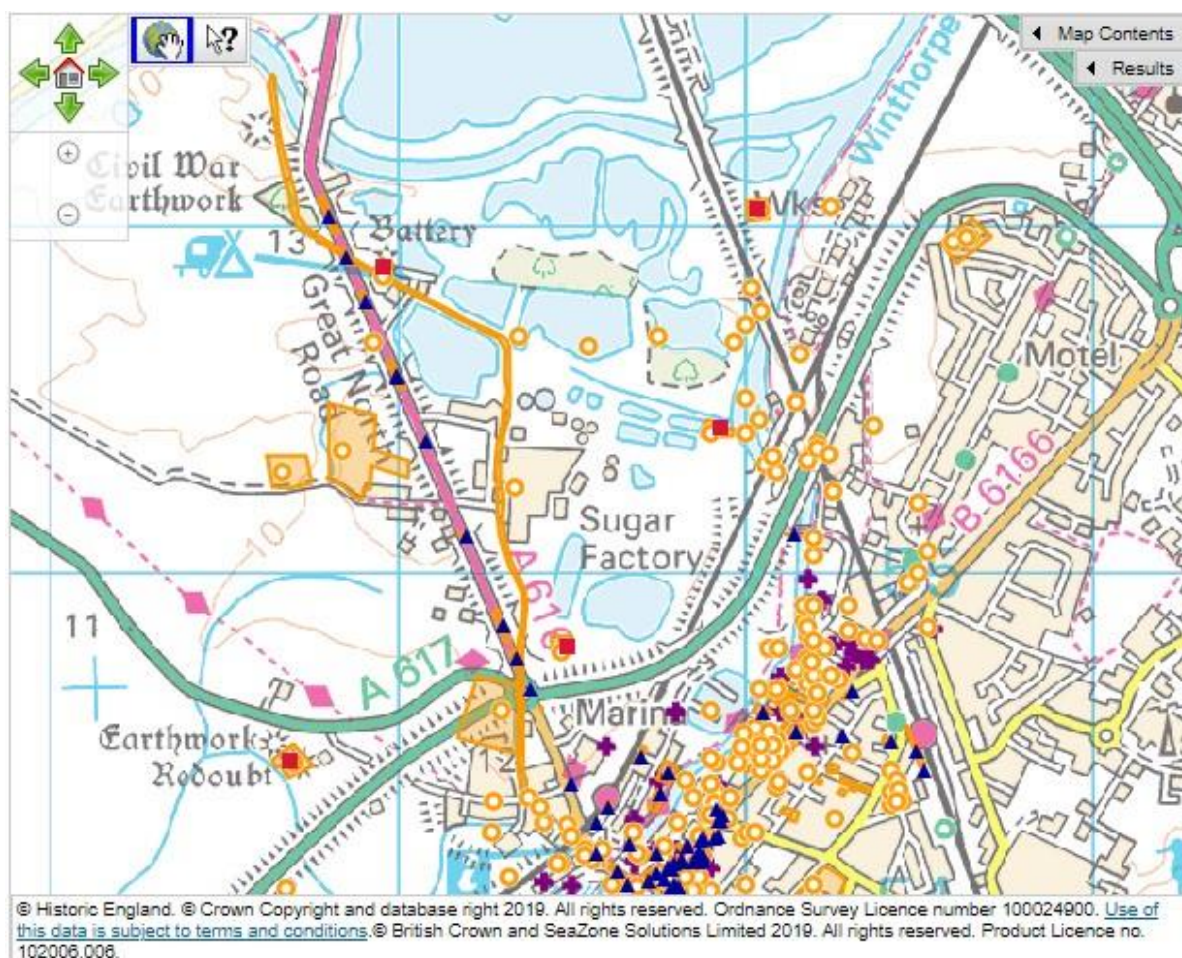 Map Contents
Results
?
Winthorpe
Civil War
Earthwork
Wks
13
Battery
Great N
Road
Motel
B 6166
Sugar
Factory
A 616
11
A 617
Marina
Earthworks
Redoubt
12
© Historic England. © Crown Copyright and database right 2019. All rights reserved. Ordnance Survey Licence number 100024900. Use of
this data is subject to terms and conditions.© British Crown and SeaZone Solutions Limited 2019. All rights reserved. Product Licence no.
102006.006.